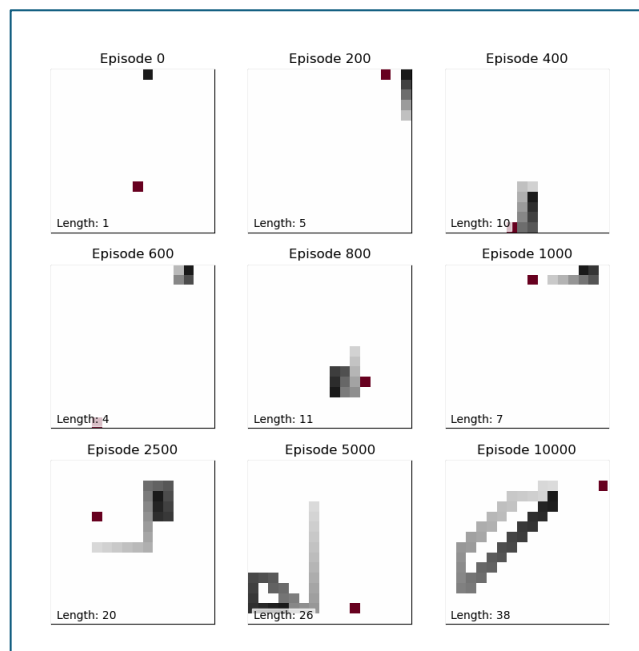 Episode 0
Episode 200
Episode 400
Length: 1
Length: 5
Length: 10
Episode 600
Episode 800
Episode 1000
Length: 4
Length: 11
Length: 7
Episode 2500
Episode 5000
Episode 10000
Length: 20
Length: 26
Length: 38